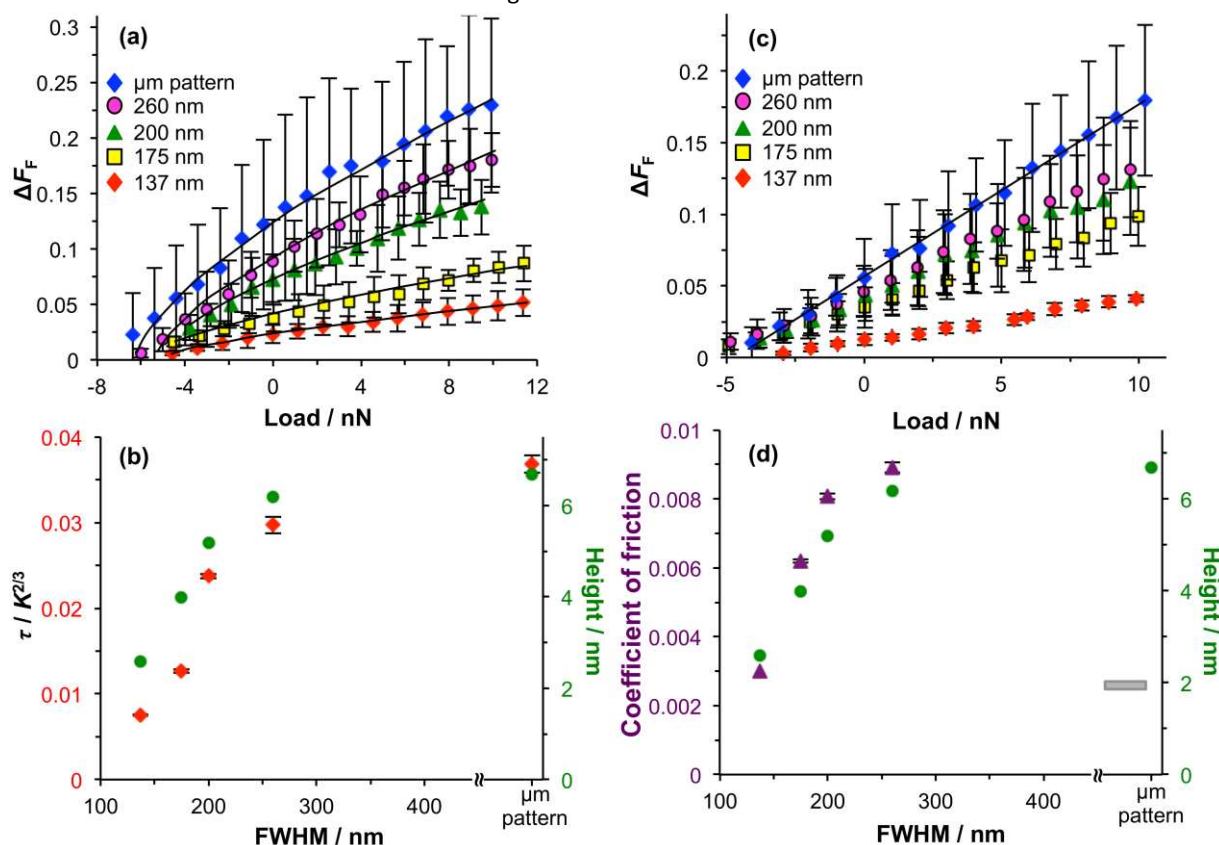 (a)
µm pattern
260 nm
200 nm
175 nm
137 nm
0.3
0.25
0.2
0.15
0.1
0.05
0
ΔFF
-8
-4
0
4
8
12
Load / nN
(c)
µm pattern
260 nm
200 nm
175 nm
137 nm
0.2
0.15
0.1
0.05
0
ΔFF
-5
0
5
10
Load / nN
(b)
0.04
0.03
0.02
0.01
0
τ / K2/3
6
4
2
0
Height / nm
100
200
300
400
µm
pattern
FWHM / nm
(d)
0.01
0.008
0.006
0.004
0.002
0
Coefficient of friction
6
4
2
0
Height / nm
100
200
300
400
µm
pattern
FWHM / nm